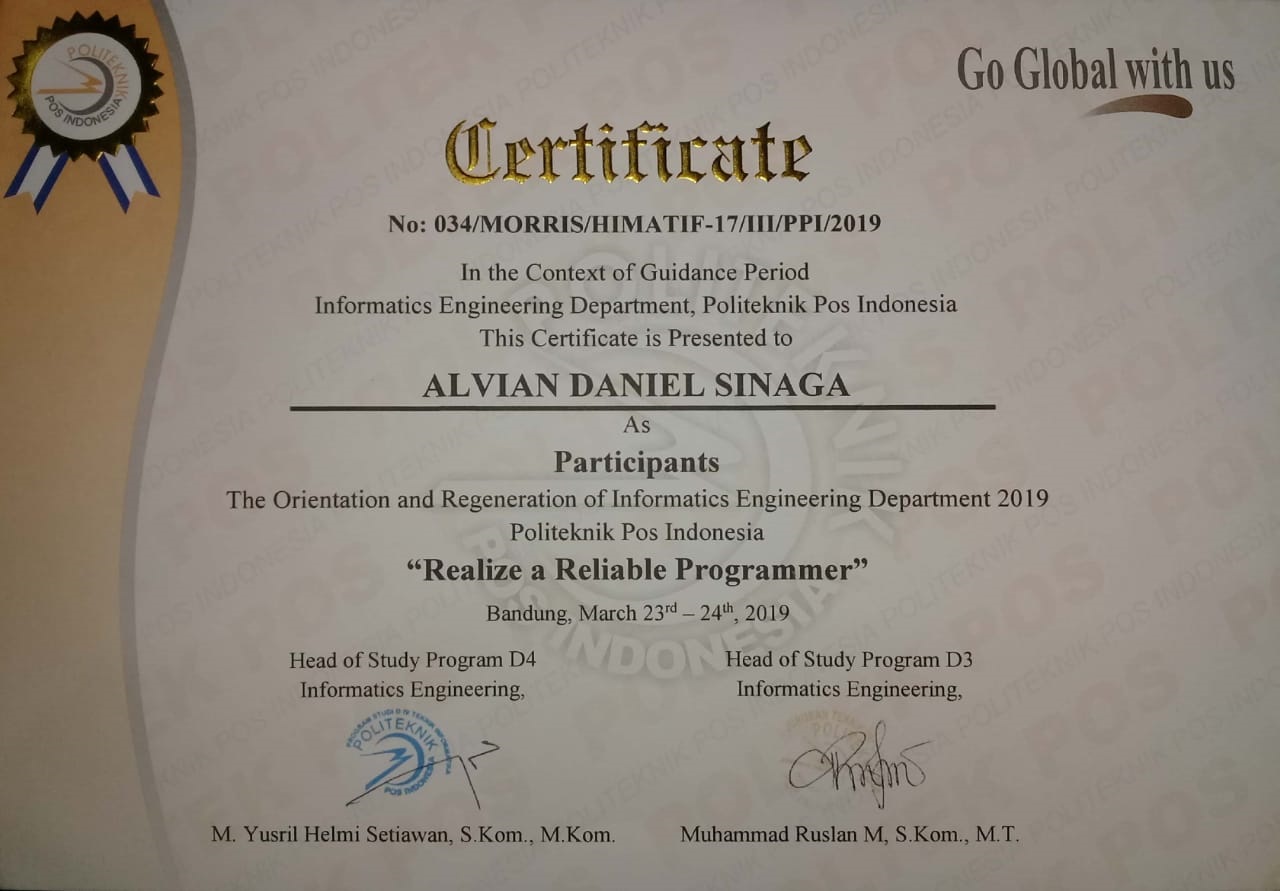 POLITEKNIK
POS INDONESIA
Go Global with us
Certificate
No: 034/MORRIS/HIMATIF-17/III/PPI/2019
In the Context of Guidance Period
Informatics Engineering Department, Politeknik Pos Indonesia
This Certificate is Presented to
ALVIAN DANIEL SINAGA
As
Participants
The Orientation and Regeneration of Informatics Engineering Department 2019
Politeknik Pos Indonesia
“Realize a Reliable Programmer”
Bandung, March 23rd – 24th, 2019
Head of Study Program D4
Informatics Engineering,
Head of Study Program D3
Informatics Engineering,
PROGRAM STUDI D IV TEKNIK INFORMATIKA
POLITEKNIK
POS INDONESIA
M. Yusril Helmi Setiawan, S.Kom., M.Kom.
Muhammad Ruslan M, S.Kom., M.T.